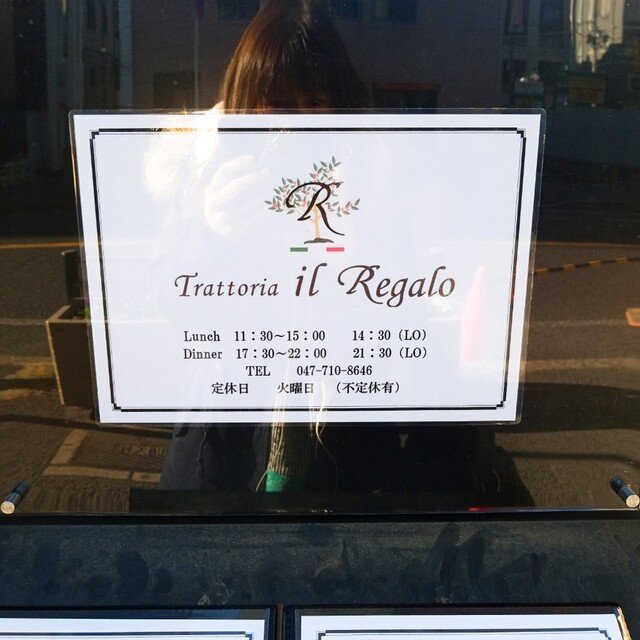 R
Trattoria il Regalo
Lunch 11：30～15：00 14：30（LO）
Dinner 17：30～22：00 21：30（LO）
TEL 047-710-8646
定休日 火曜日 （不定休有）